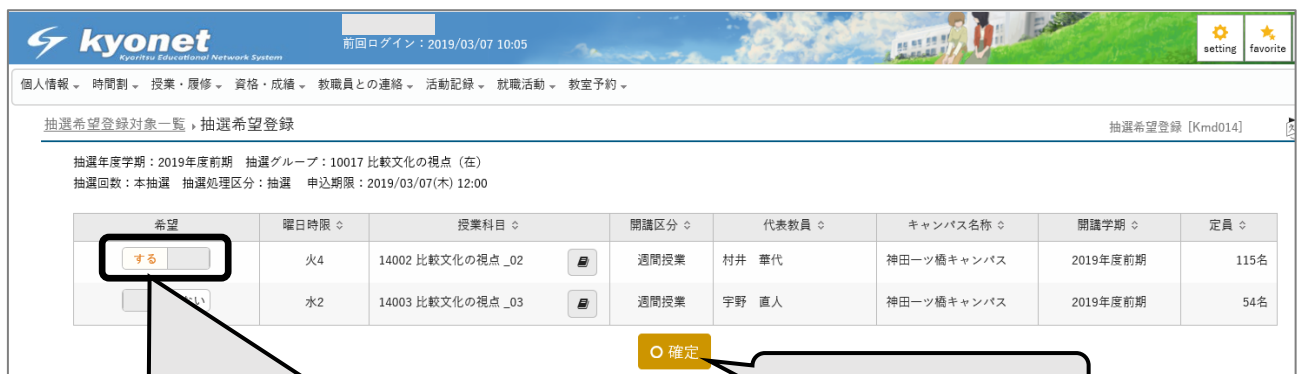 kyonet
Kyoritsu Educational Network System
前回ログイン：2019/03/07 10:05
setting
favorite
個人情報 時間割 授業・履修 資格・成績 教職員との連絡 活動記録 就職活動 教室予約
抽選希望登録対象一覧 抽選希望登録
抽選希望登録 [Kmd014]
抽選年度学期：2019年度前期 抽選グループ：10017 比較文化の視点（在）
抽選回数：本抽選 抽選処理区分：抽選 申込期限：2019/03/07(木) 12:00
希望 曜日時限 授業科目 開講区分 代表教員 キャンパス名称 開講学期 定員
する 火4 14002 比較文化の視点 _02 週間授業 村井 華代 神田一ツ橋キャンパス 2019年度前期 115名
水2 14003 比較文化の視点 _03 週間授業 宇野 直人 神田一ツ橋キャンパス 2019年度前期 54名
確定